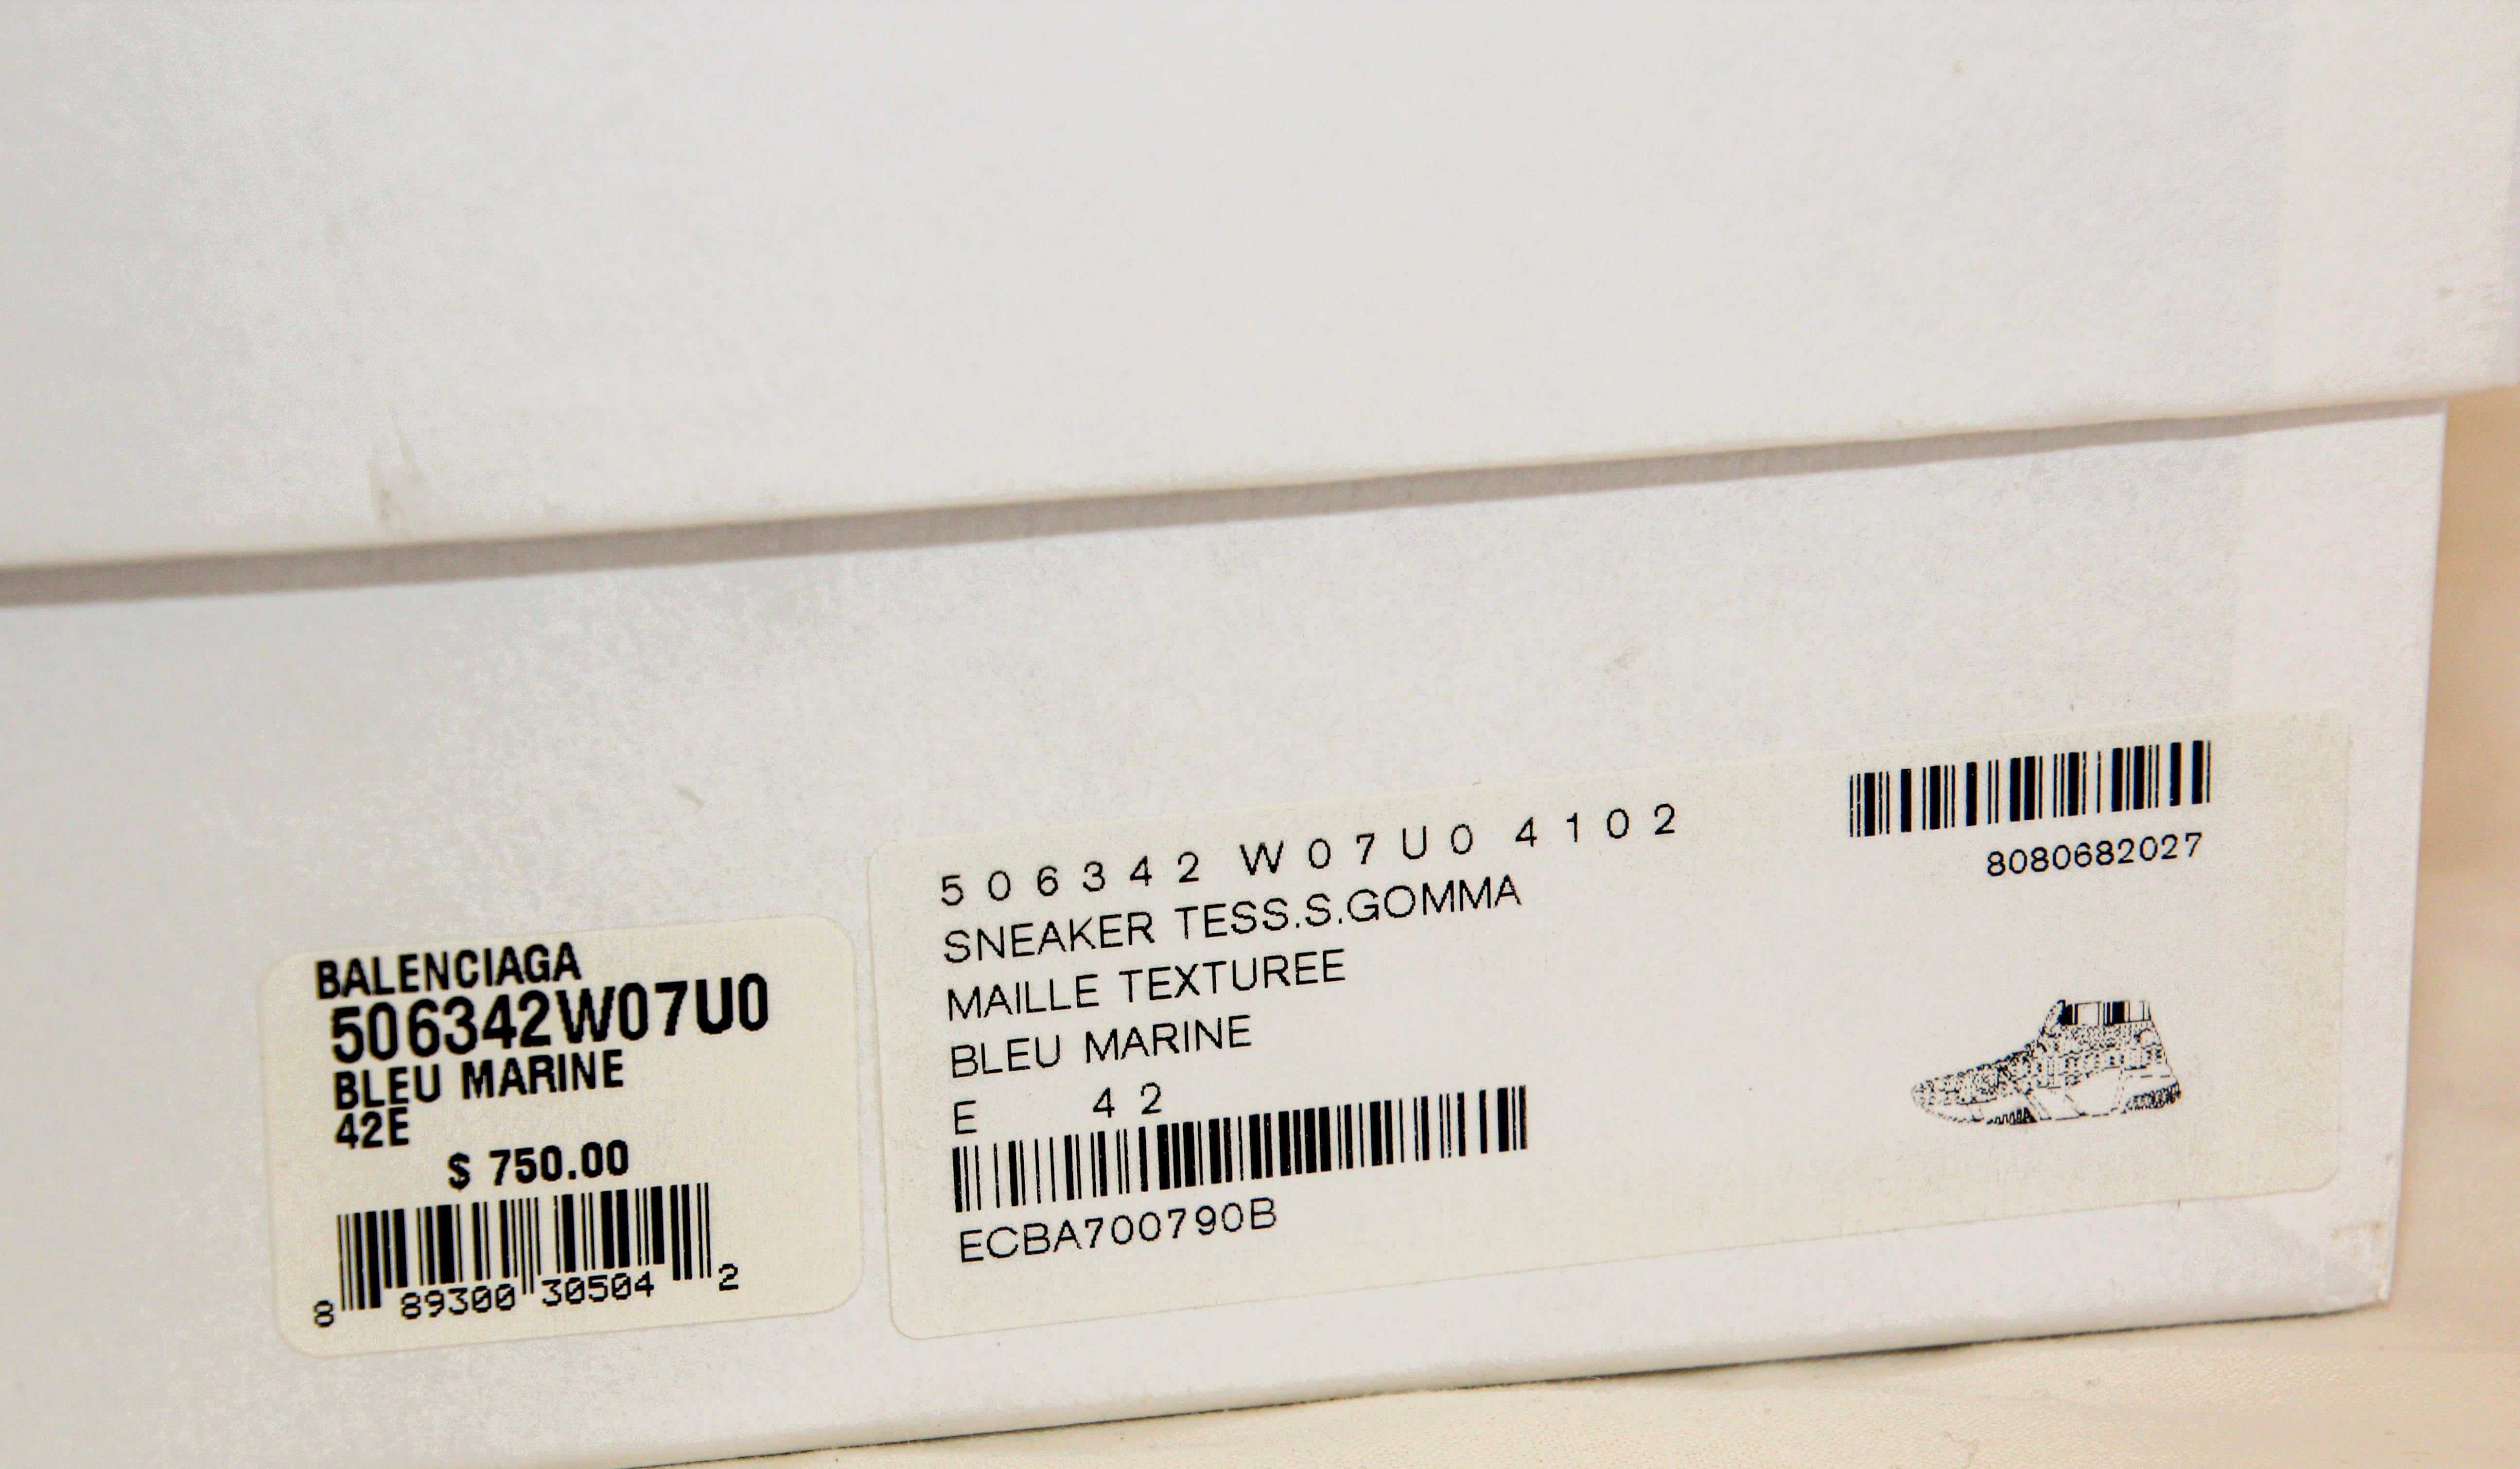 BALENCIAGA
506342W07U0
BLEU MARINE
42E
$ 750.00
8 89300 30504 2
506342 W07U0 4102
SNEAKER TESS.S.GOMMA
MAILLE TEXTUREE
BLEU MARINE
E 42
ECBA700790B
8080682027